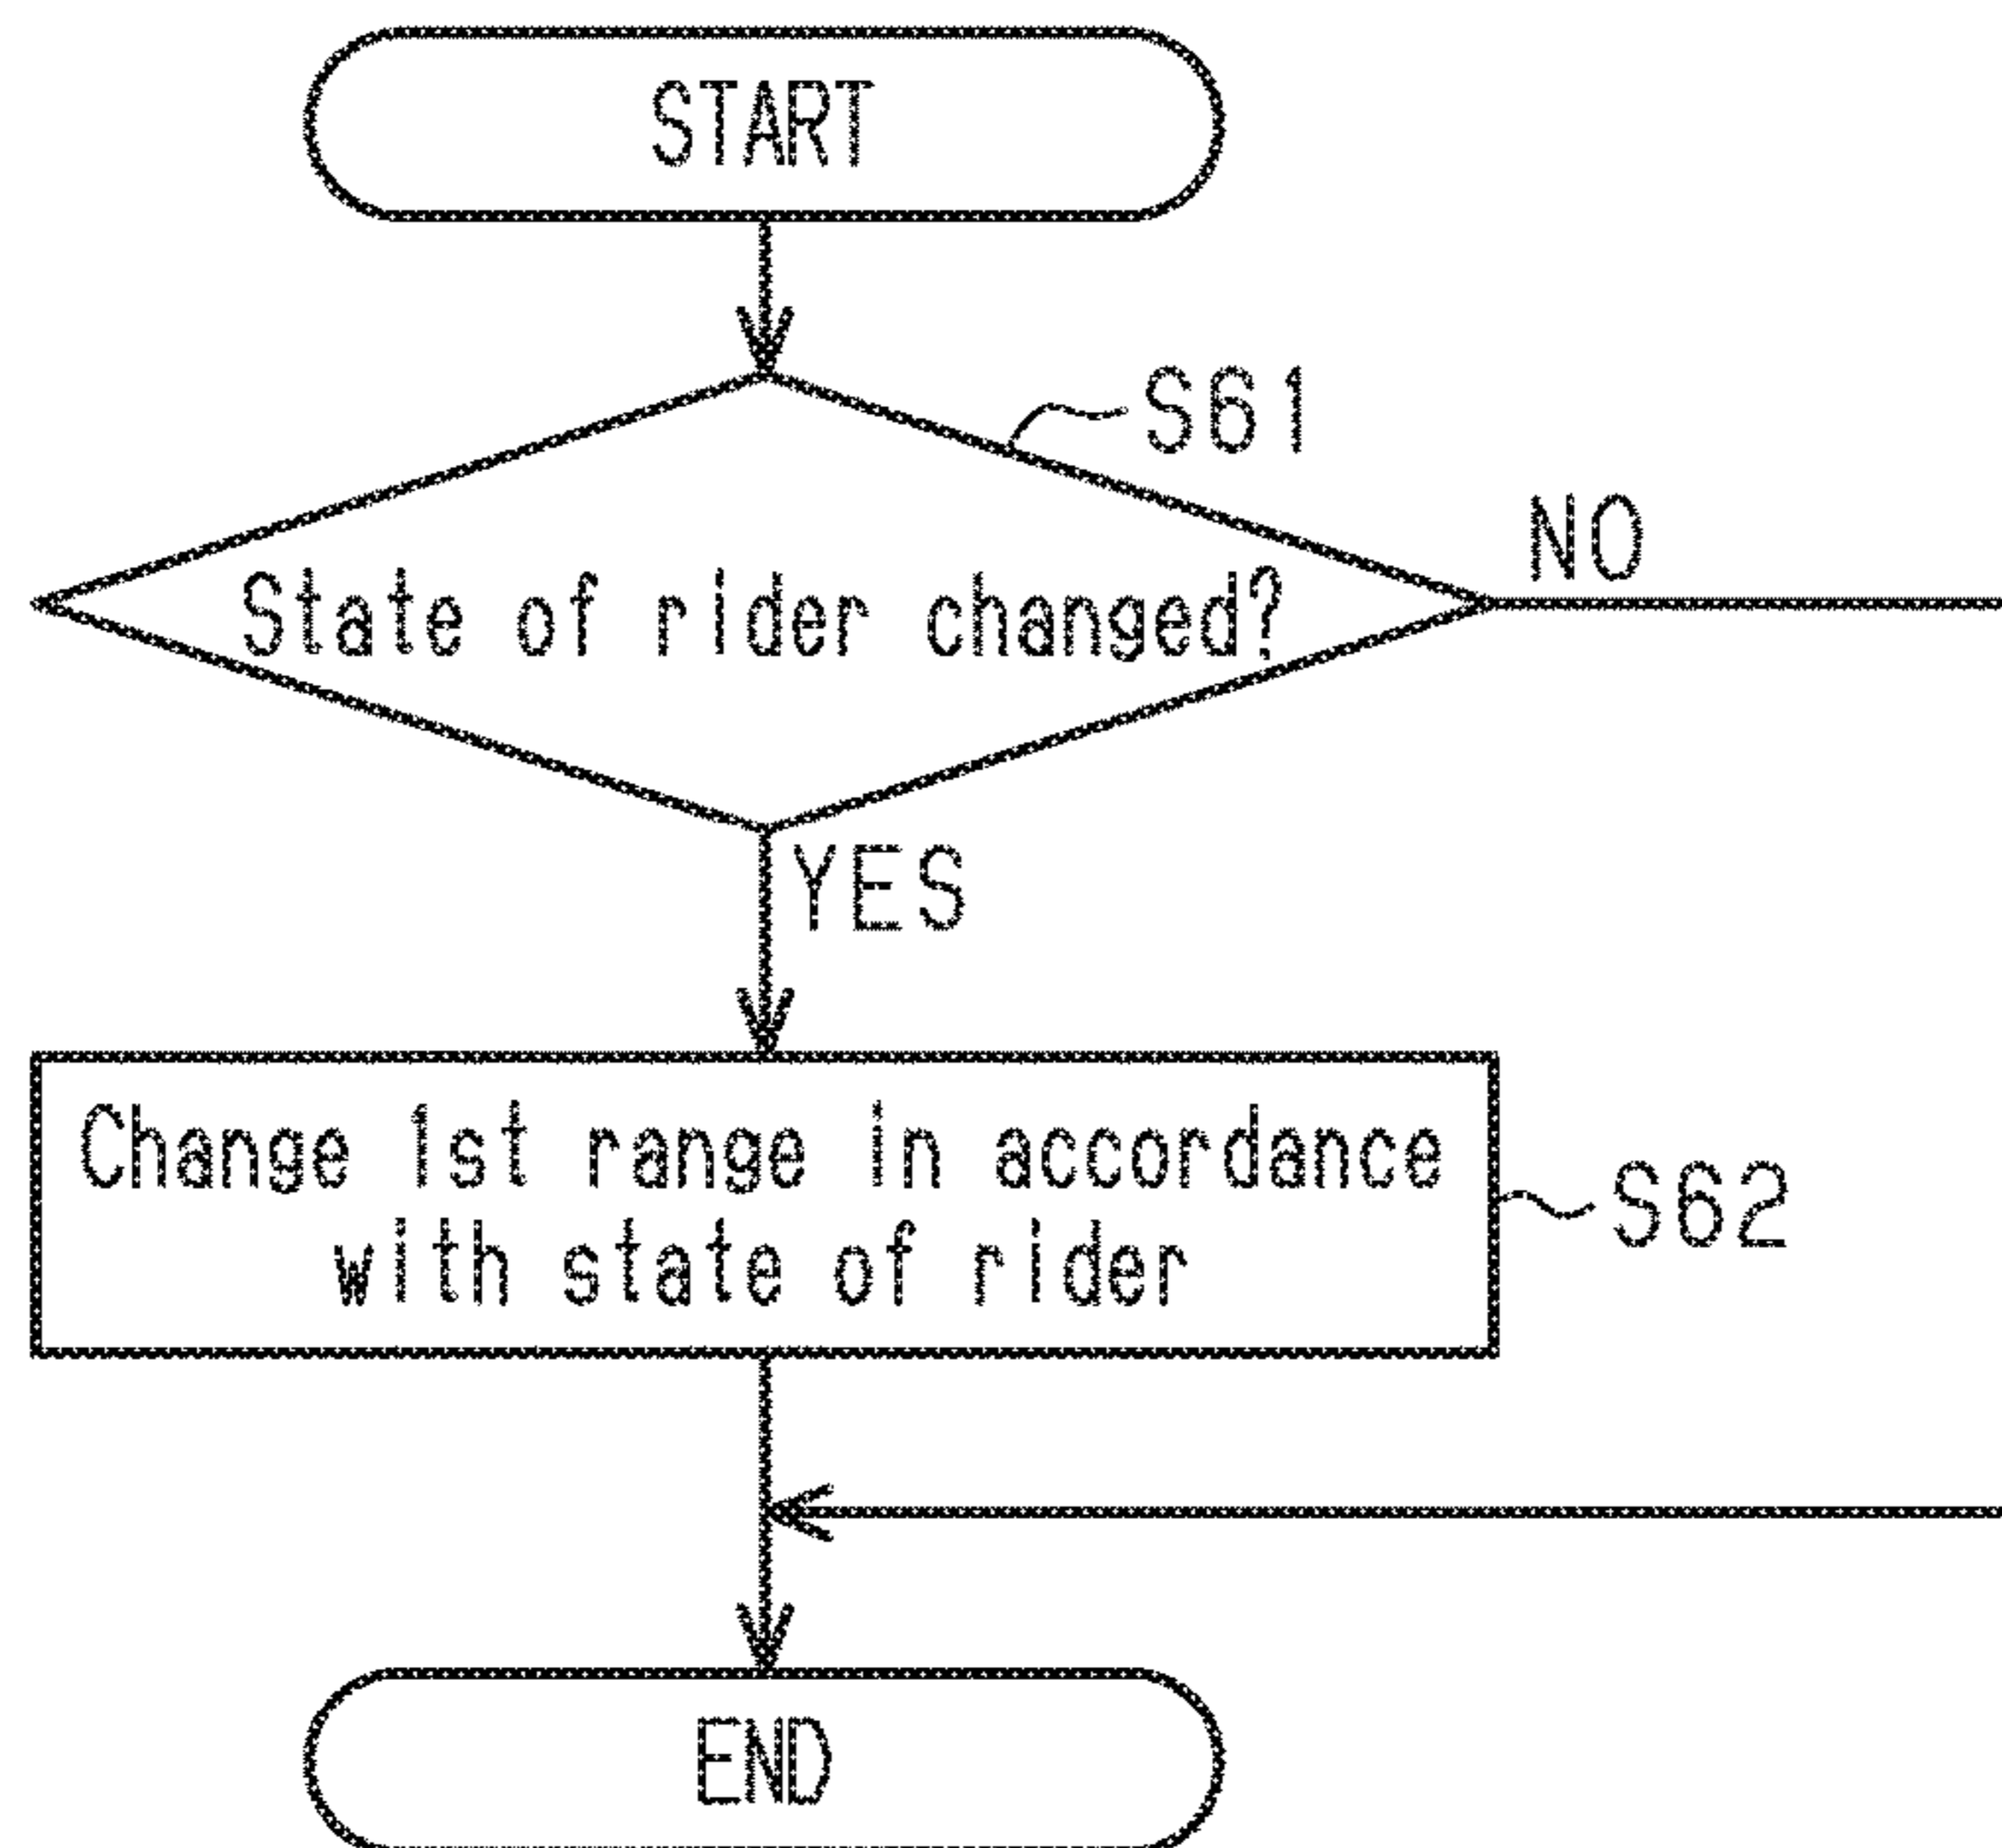 START
S61
NO
State of rider changed?
YES
Change 1st range in accordance
with state of rider
S62
END